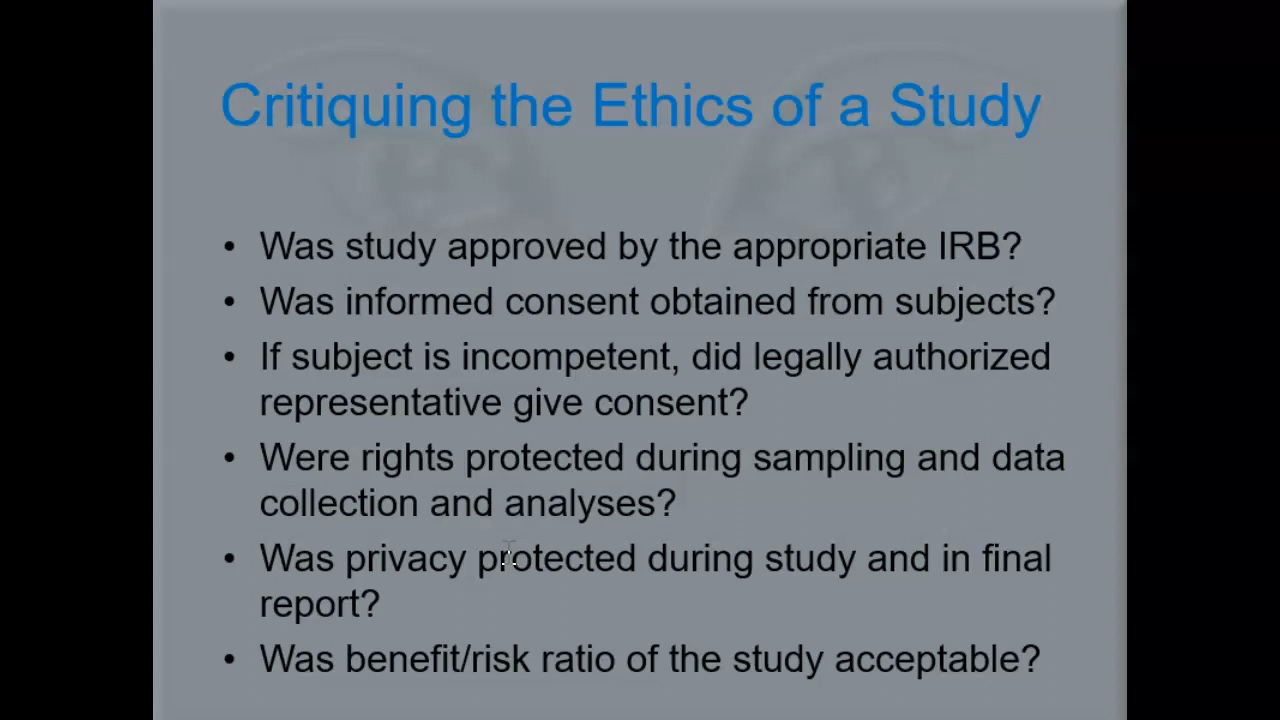 Critiquing the Ethics of a Study
• Was study approved by the appropriate IRB?
• Was informed consent obtained from subjects?
• If subject is incompetent, did legally authorized
representative give consent?
• Were rights protected during sampling and data
collection and analyses?
• Was privacy protected during study and in final
report?
• Was benefit/risk ratio of the study acceptable?